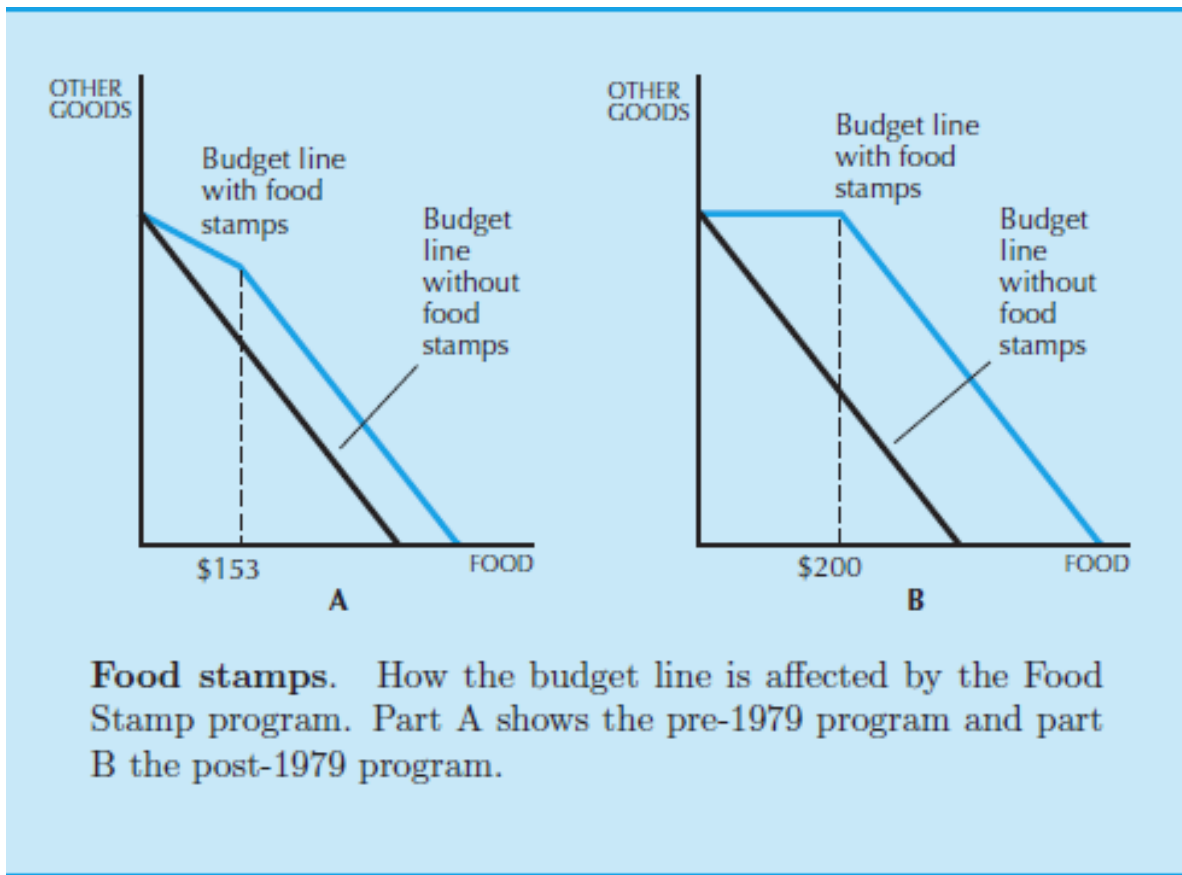 OTHER
GOODS
Budget line
with food
stamps
Budget
line
without
food
stamps
$153
FOOD
A
OTHER
GOODS
Budget line
with food
stamps
Budget
line
without
food
stamps
$200
FOOD
B
Food stamps. How the budget line is affected by the Food
Stamp program. Part A shows the pre-1979 program and part
B the post-1979 program.